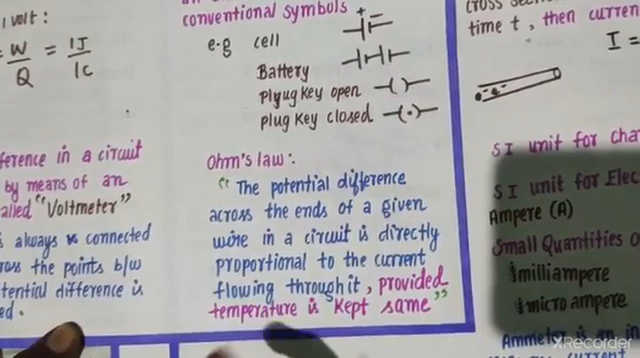 1 volt :
= W/Q = 1J/1C
ference in a circuit
by means of an
alled "Voltmeter"
always is connected
the points b/w
tential difference is
ed.
conventional symbols
e.g cell
+ -
Battery
Plyug key open
plug key closed
Ohm's law :
" The potential difference
across the ends of a given
wire in a circuit is directly
proportional to the current
flowing through it, provided
temperature is kept same "
time t, then curren
I =
SI unit for cha
SI unit for Elec
Ampere (A)
Small Quantities o
milliampere
micro ampere
Ammeter is an in
XRecorder